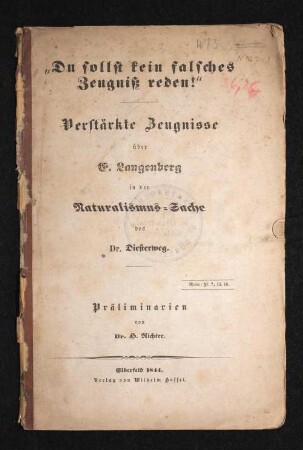 „Du sollst kein falsches
Zeugniß reden!“
Verstärkte Zeugnisse
über
E. Langenberg
in der
Naturalismus-Sache
des
Dr. Diesterweg.
Präliminarien
von
Dr. H. Richter.
Elberfeld 1844.
Verlag von Wilhelm Hassel.